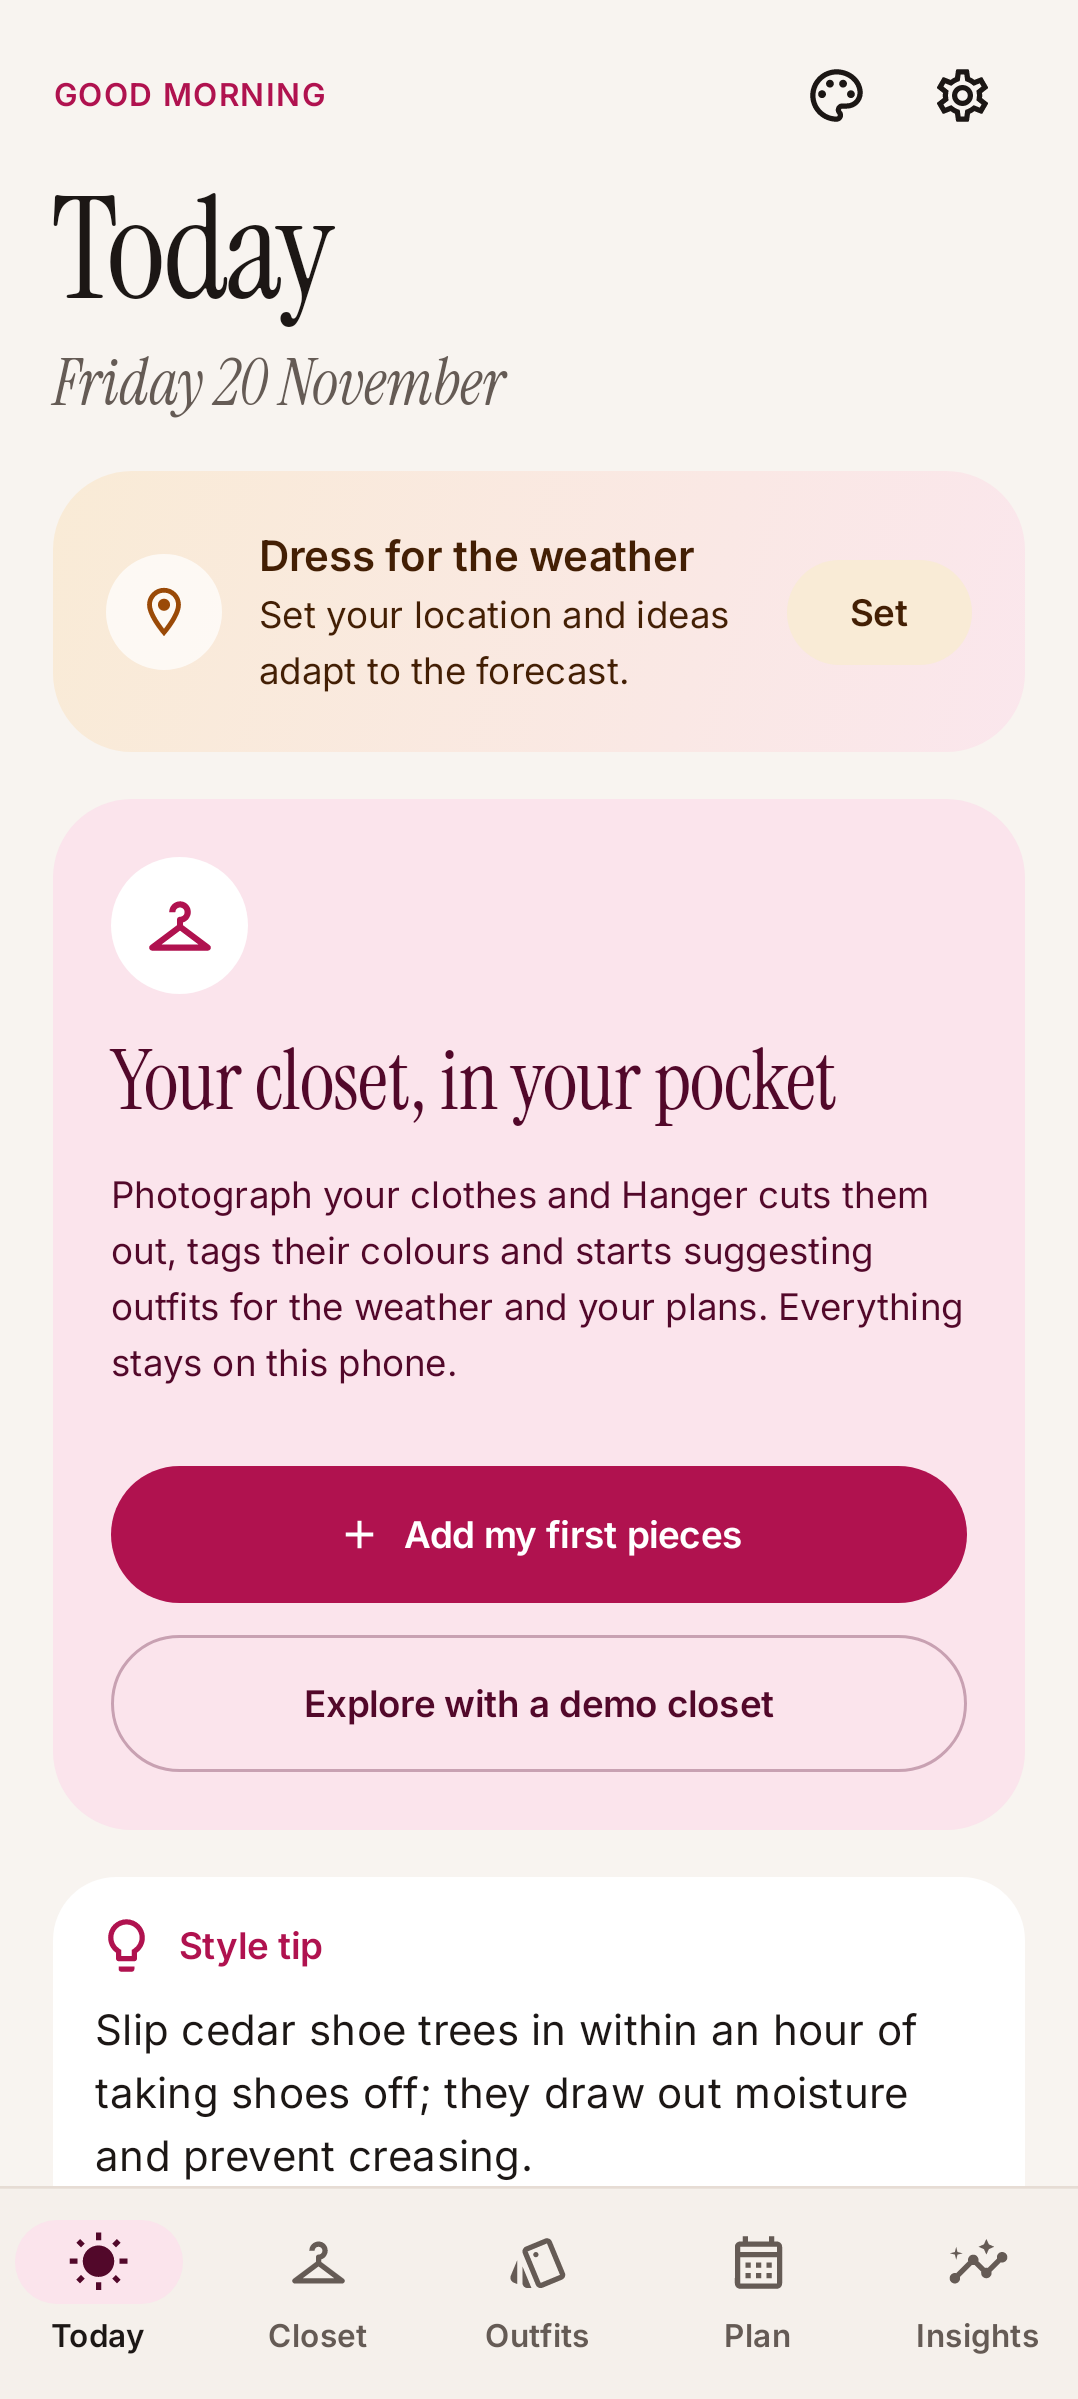 GOOD MORNING
Today
Friday 20 November
Dress for the weather
Set your location and ideas
adapt to the forecast.
Set
Your closet, in your pocket
Photograph your clothes and Hanger cuts them
out, tags their colours and starts suggesting
outfits for the weather and your plans. Everything
stays on this phone.
Add my first pieces
Explore with a demo closet
Style tip
Slip cedar shoe trees in within an hour of
taking shoes off; they draw out moisture
and prevent creasing.
Today
Closet
Outfits
Plan
Insights